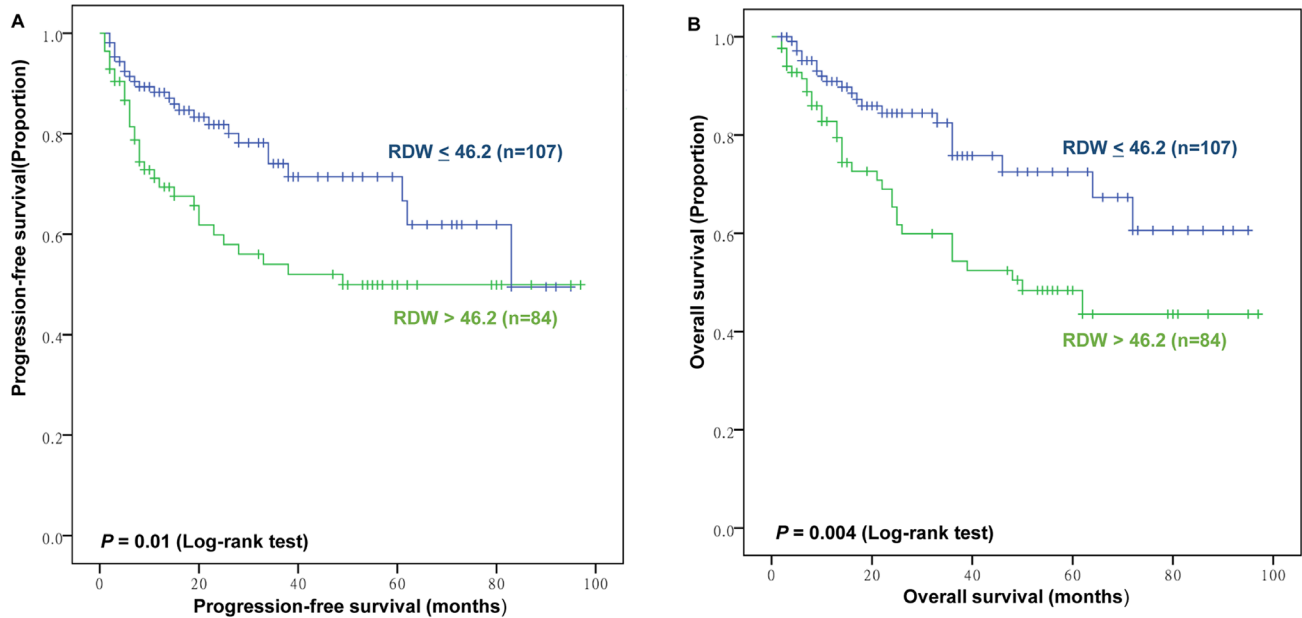 A
Progression-free survival(Proportion)
1.0
0.8
0.6
0.4
0.2
0.0
RDW ≤ 46.2 (n=107)
RDW > 46.2 (n=84)
P = 0.01 (Log-rank test)
0 20 40 60 80 100
Progression-free survival (months)
B
Overall survival (Proportion)
1.0
0.8
0.6
0.4
0.2
0.0
RDW ≤ 46.2 (n=107)
RDW > 46.2 (n=84)
P = 0.004 (Log-rank test)
0 20 40 60 80 100
Overall survival (months)